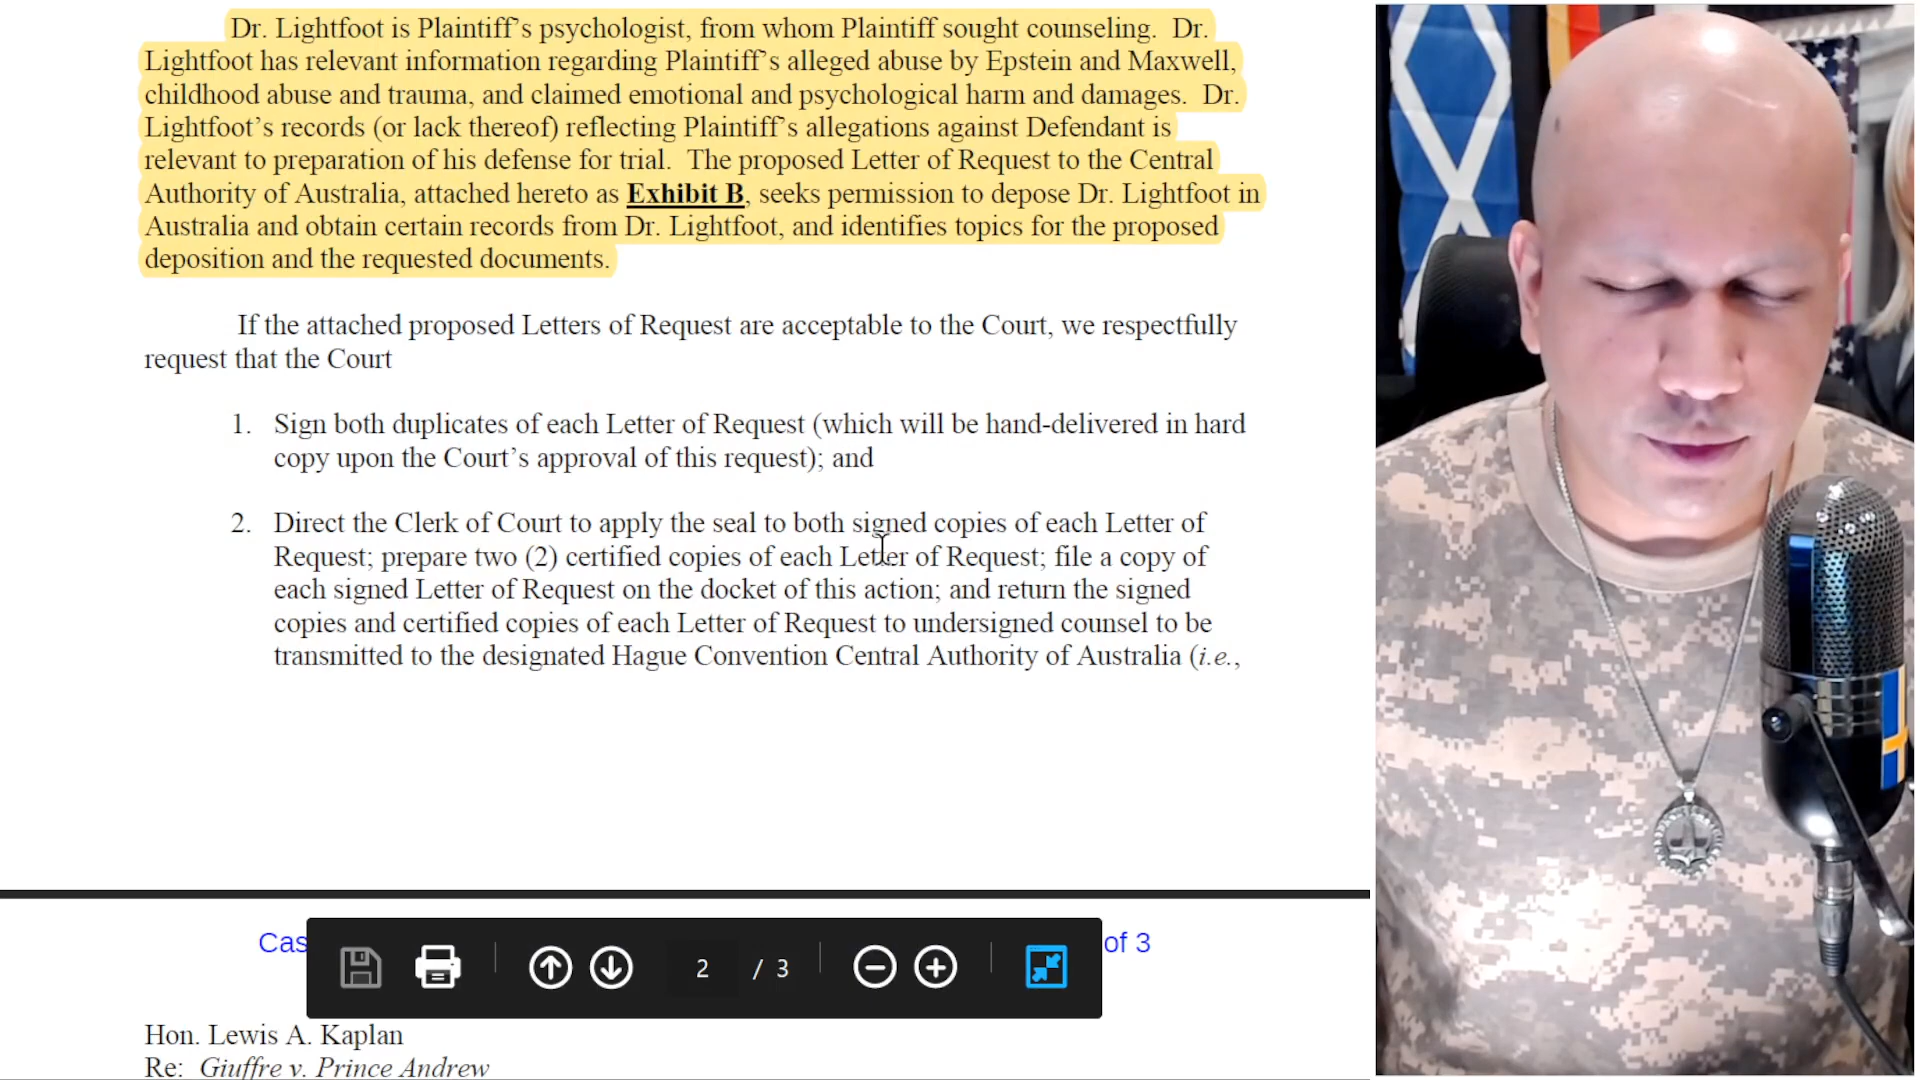 Dr. Lightfoot is Plaintiff's psychologist, from whom Plaintiff sought counseling. Dr.
Lightfoot has relevant information regarding Plaintiff's alleged abuse by Epstein and Maxwell,
childhood abuse and trauma, and claimed emotional and psychological harm and damages. Dr.
Lightfoot's records (or lack thereof) reflecting Plaintiff's allegations against Defendant is
relevant to preparation of his defense for trial. The proposed Letter of Request to the Central
Authority of Australia, attached hereto as Exhibit B, seeks permission to depose Dr. Lightfoot in
Australia and obtain certain records from Dr. Lightfoot, and identifies topics for the proposed
deposition and the requested documents.
If the attached proposed Letters of Request are acceptable to the Court, we respectfully
request that the Court
1. Sign both duplicates of each Letter of Request (which will be hand-delivered in hard
copy upon the Court's approval of this request); and
2. Direct the Clerk of Court to apply the seal to both signed copies of each Letter of
Request; prepare two (2) certified copies of each Letter of Request; file a copy of
each signed Letter of Request on the docket of this action; and return the signed
copies and certified copies of each Letter of Request to undersigned counsel to be
transmitted to the designated Hague Convention Central Authority of Australia (i.e.,
Cas of 3
2 / 3
Hon. Lewis A. Kaplan
Re: Giuffre v. Prince Andrew